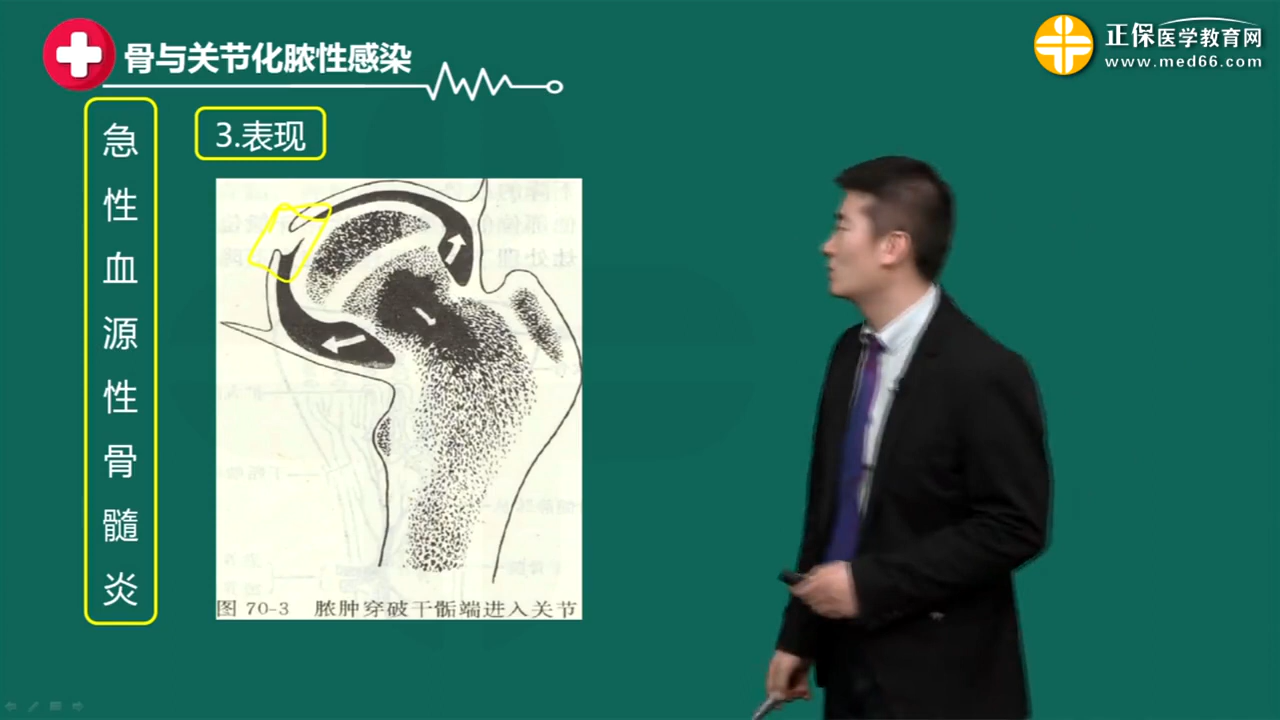 骨与关节化脓性感染
正保医学教育网
www.med66.com
急性血源性骨髓炎
3.表现
图 70-3 脓肿穿破干骺端进入关节